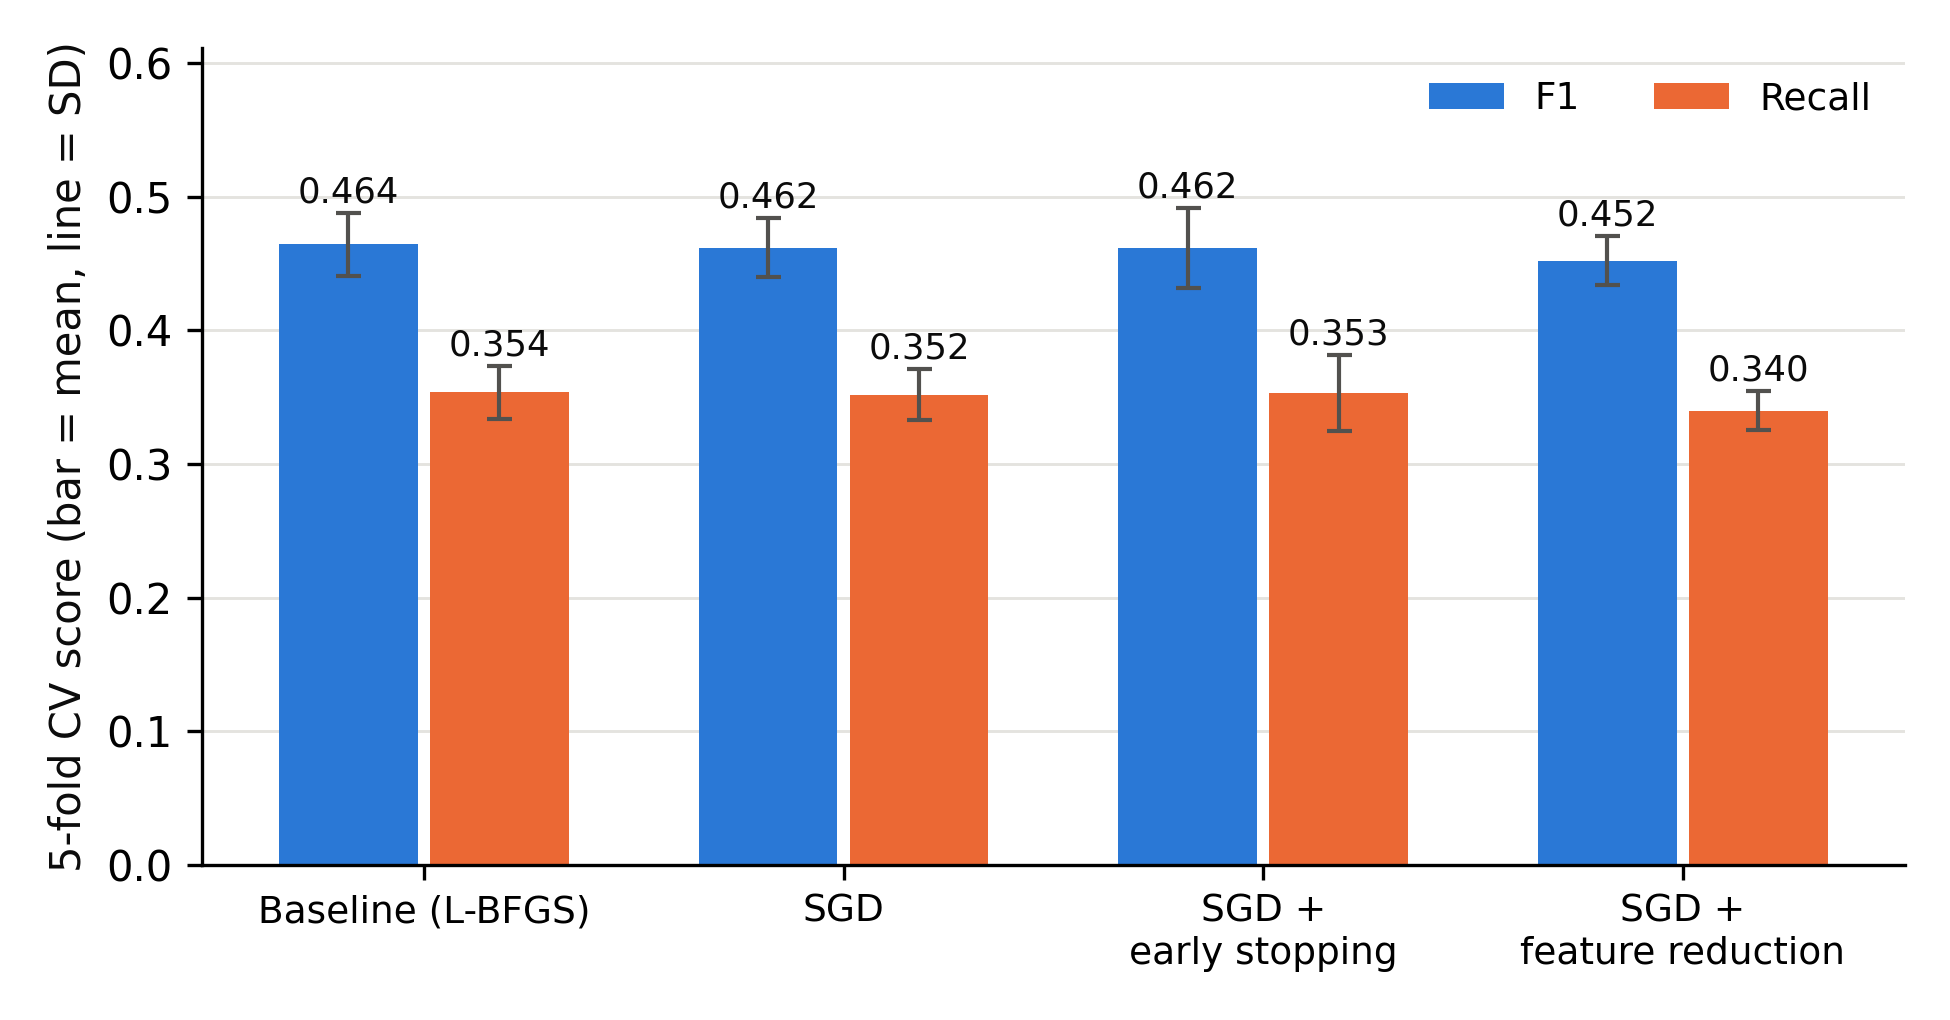 5-fold CV score (bar = mean, line = SD)
0.6
0.5
0.4
0.3
0.2
0.1
0.0
F1
Recall
0.464
0.354
0.462
0.352
0.462
0.353
0.452
0.340
Baseline (L-BFGS)
SGD
SGD +
early stopping
SGD +
feature reduction